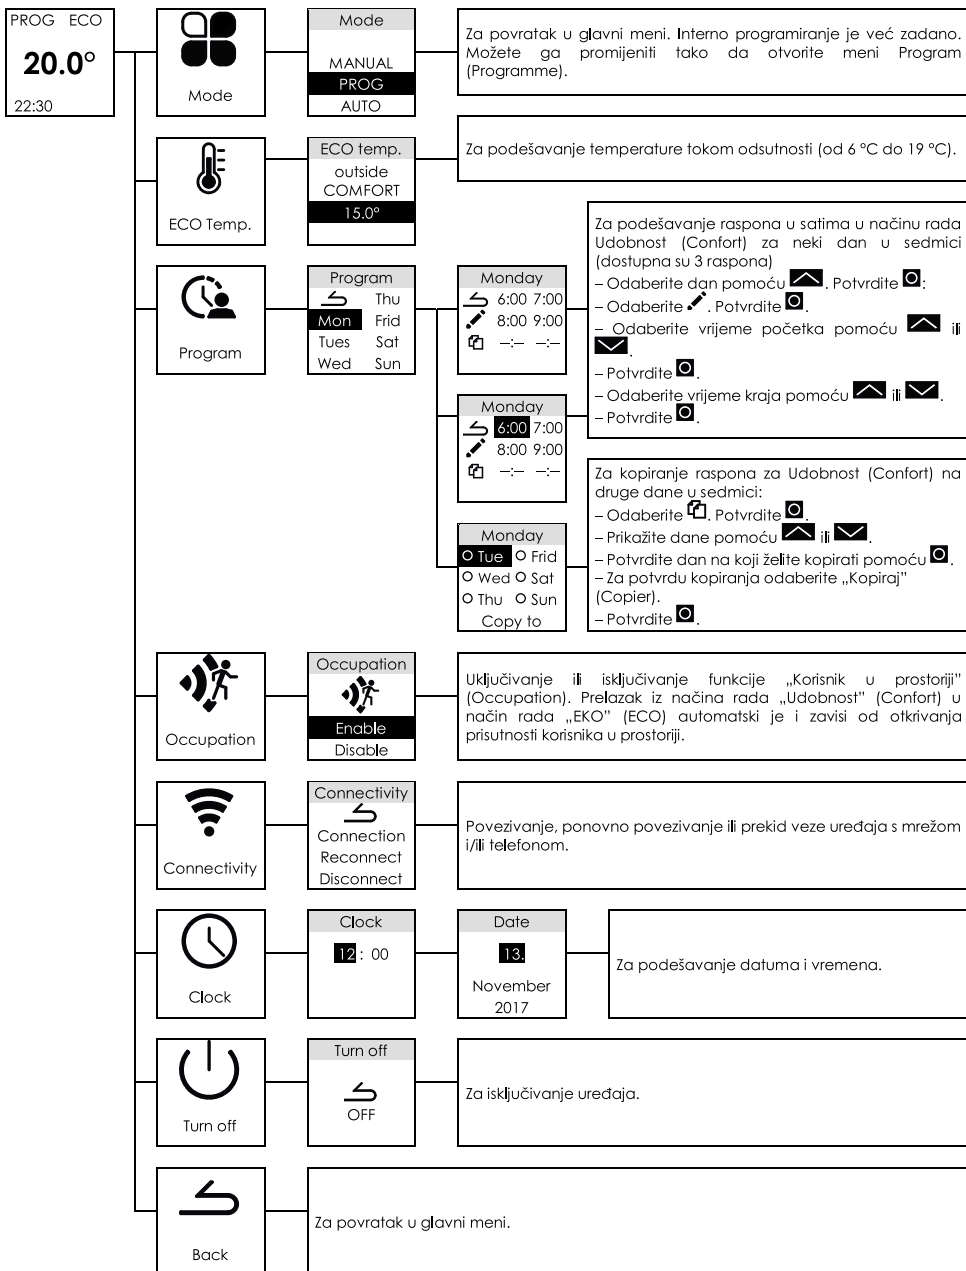 PROG ECO
20.0°
22:30
Mode
Mode
MANUAL
PROG
AUTO
Za povratak u glavni meni. Interno programiranje je već zadano.
Možete ga promijeniti tako da otvorite meni Program
(Programme).
ECO Temp.
ECO temp.
outside
COMFORT
15.0°
Za podešavanje temperature tokom odsutnosti (od 6 °C do 19 °C).
Program
Program
Thu
Mon Frid
Tues Sat
Wed Sun
Monday
6:00 7:00
8:00 9:00
–:– –:–
Monday
6:00 7:00
8:00 9:00
–:– –:–
Za podešavanje raspona u satima u načinu rada
Udobnost (Confort) za neki dan u sedmici
(dostupna su 3 raspona)
– Odaberite dan pomoću . Potvrdite :
– Odaberite . Potvrdite .
– Odaberite vrijeme početka pomoću ili
.
– Potvrdite .
– Odaberite vrijeme kraja pomoću ili .
– Potvrdite .
Monday
Tue Frid
Wed Sat
Thu Sun
Copy to
Za kopiranje raspona za Udobnost (Confort) na
druge dane u sedmici:
– Odaberite . Potvrdite .
– Prikažite dane pomoću ili .
– Potvrdite dan na koji želite kopirati pomoću .
– Za potvrdu kopiranja odaberite „Kopiraj”
(Copier).
– Potvrdite .
Occupation
Occupation
Enable
Disable
Uključivanje ili isključivanje funkcije „Korisnik u prostoriji”
(Occupation). Prelazak iz načina rada „Udobnost” (Confort) u
način rada „EKO” (ECO) automatski je i zavisi od otkrivanja
prisutnosti korisnika u prostoriji.
Connectivity
Connectivity
Connection
Reconnect
Disconnect
Povezivanje, ponovno povezivanje ili prekid veze uređaja s mrežom
i/ili telefonom.
Clock
Clock
12 : 00
Date
13.
November
2017
Za podešavanje datuma i vremena.
Turn off
Turn off
OFF
Za isključivanje uređaja.
Back
Za povratak u glavni meni.